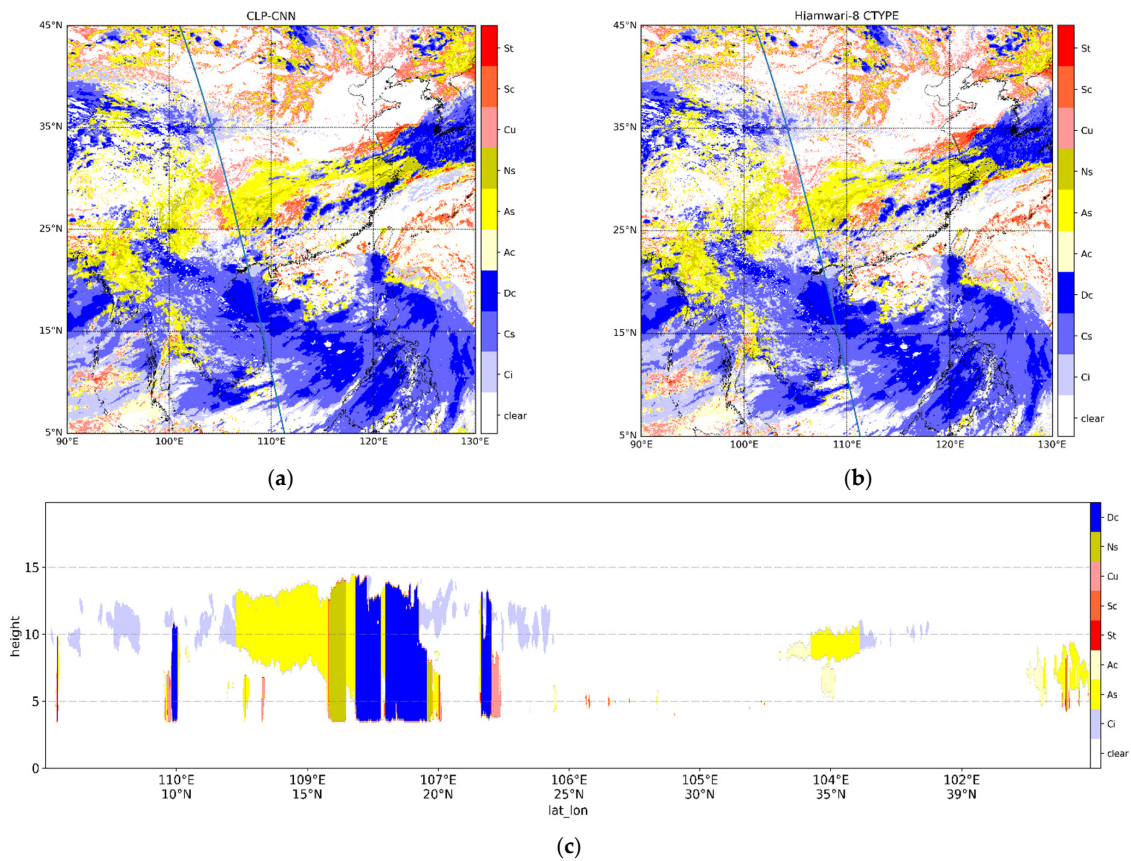 CLP-CNN
Hiamwari-8 CTYPE
45°N
35°N
25°N
15°N
5°N
90°E 100°E 110°E 120°E 130°E
St
Sc
Cu
Ns
As
Ac
Dc
Cs
Ci
clear
45°N
35°N
25°N
15°N
5°N
90°E 100°E 110°E 120°E 130°E
St
Sc
Cu
Ns
As
Ac
Dc
Cs
Ci
clear
(a)
(b)
height
15
10
5
0
110°E 109°E 107°E 106°E 105°E 104°E 102°E
10°N 15°N 20°N 26°N 30°N 35°N 39°N
lat_lon
Dc
Ns
Cu
Sc
St
Ac
As
Ci
clear
(c)